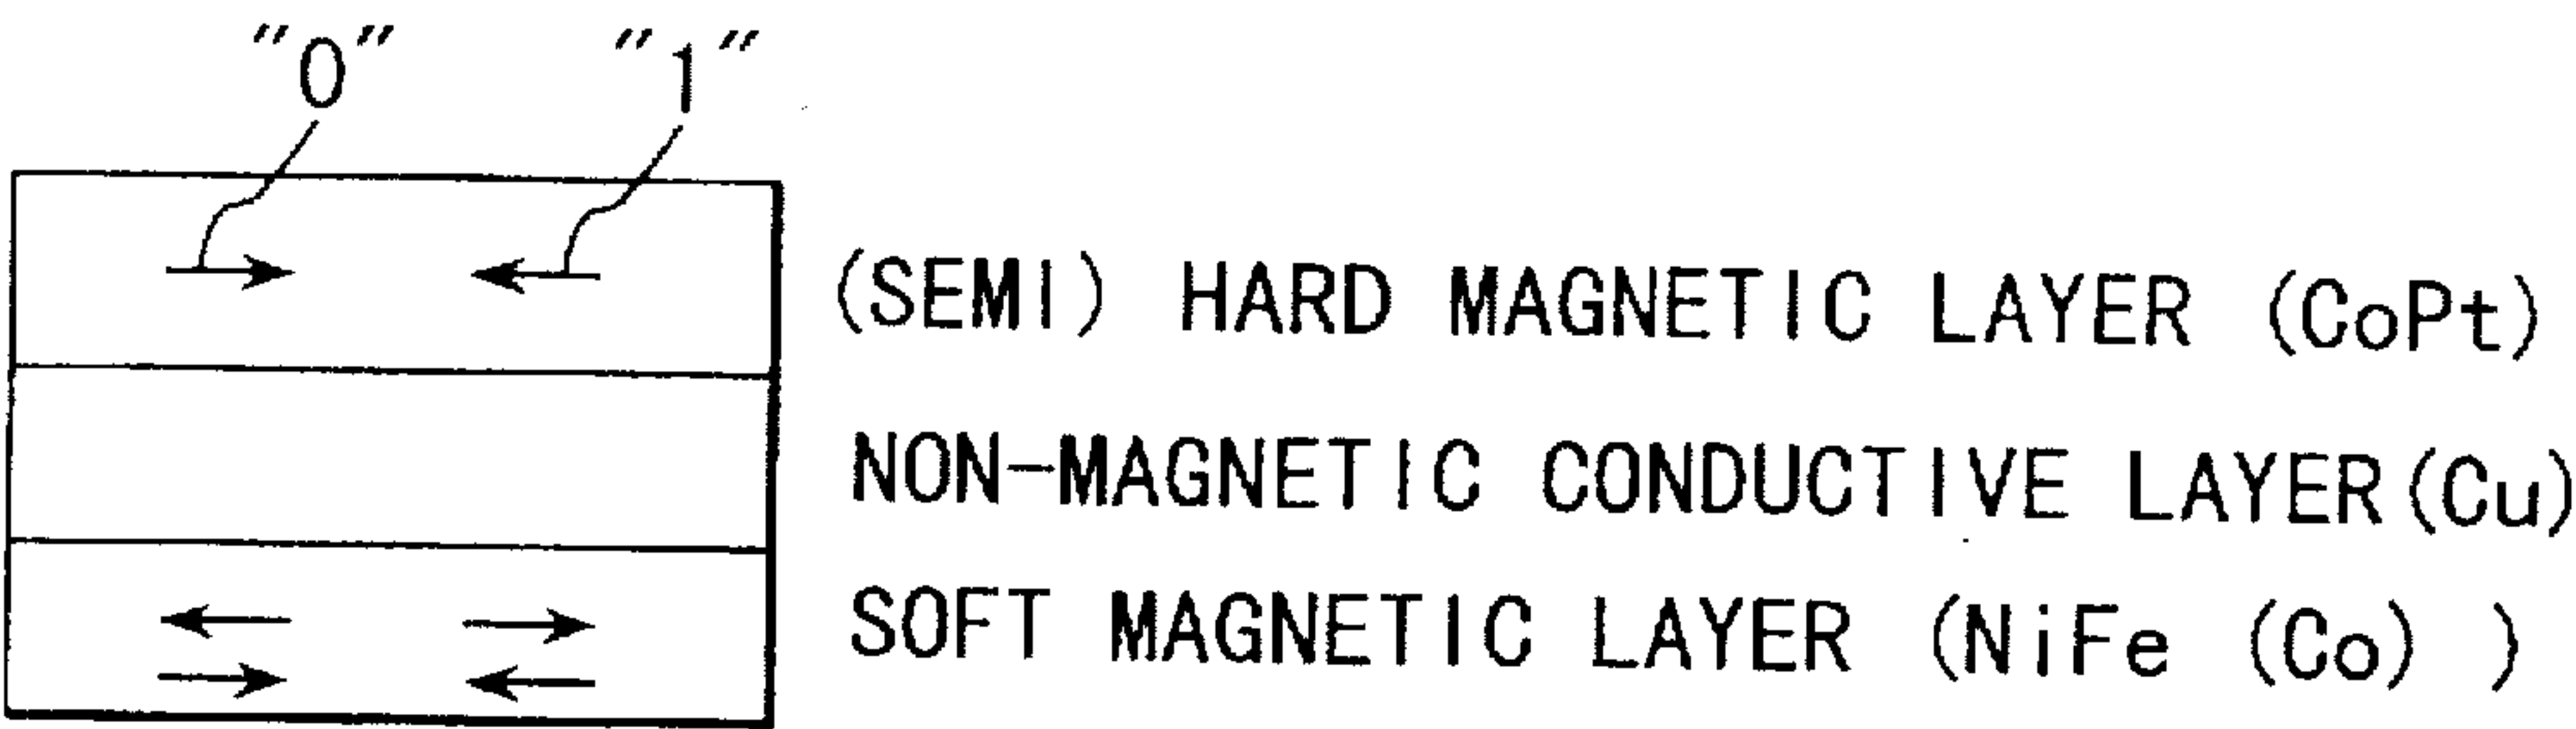 "0" "1"
(SEMI) HARD MAGNETIC LAYER (CoPt)
NON-MAGNETIC CONDUCTIVE LAYER(Cu)
SOFT MAGNETIC LAYER (NiFe (Co) )